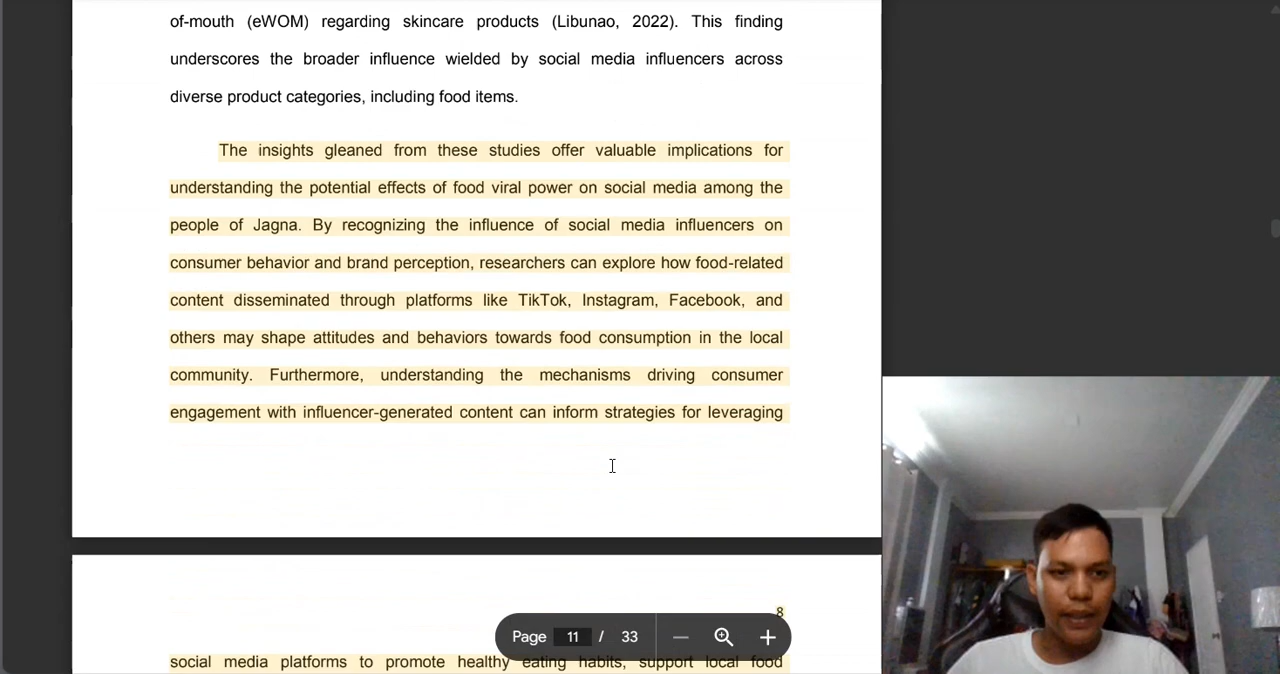 of-mouth (eWOM) regarding skincare products (Libunao, 2022). This finding
underscores the broader influence wielded by social media influencers across
diverse product categories, including food items.
The insights gleaned from these studies offer valuable implications for
understanding the potential effects of food viral power on social media among the
people of Jagna. By recognizing the influence of social media influencers on
consumer behavior and brand perception, researchers can explore how food-related
content disseminated through platforms like TikTok, Instagram, Facebook, and
others may shape attitudes and behaviors towards food consumption in the local
community. Furthermore, understanding the mechanisms driving consumer
engagement with influencer-generated content can inform strategies for leveraging
8
Page 11 / 33
social media platforms to promote healthy eating habits, support local food